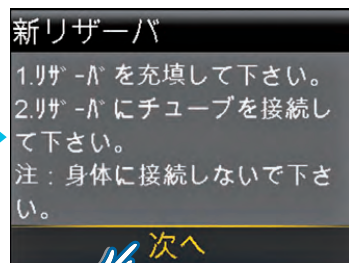 新リザーバ
1.ﾘｻﾞｰﾊﾞを充填して下さい。
2.ﾘｻﾞｰﾊﾞにチューブを接続し
て下さい。
注：身体に接続しないで下さ
い。
次へ